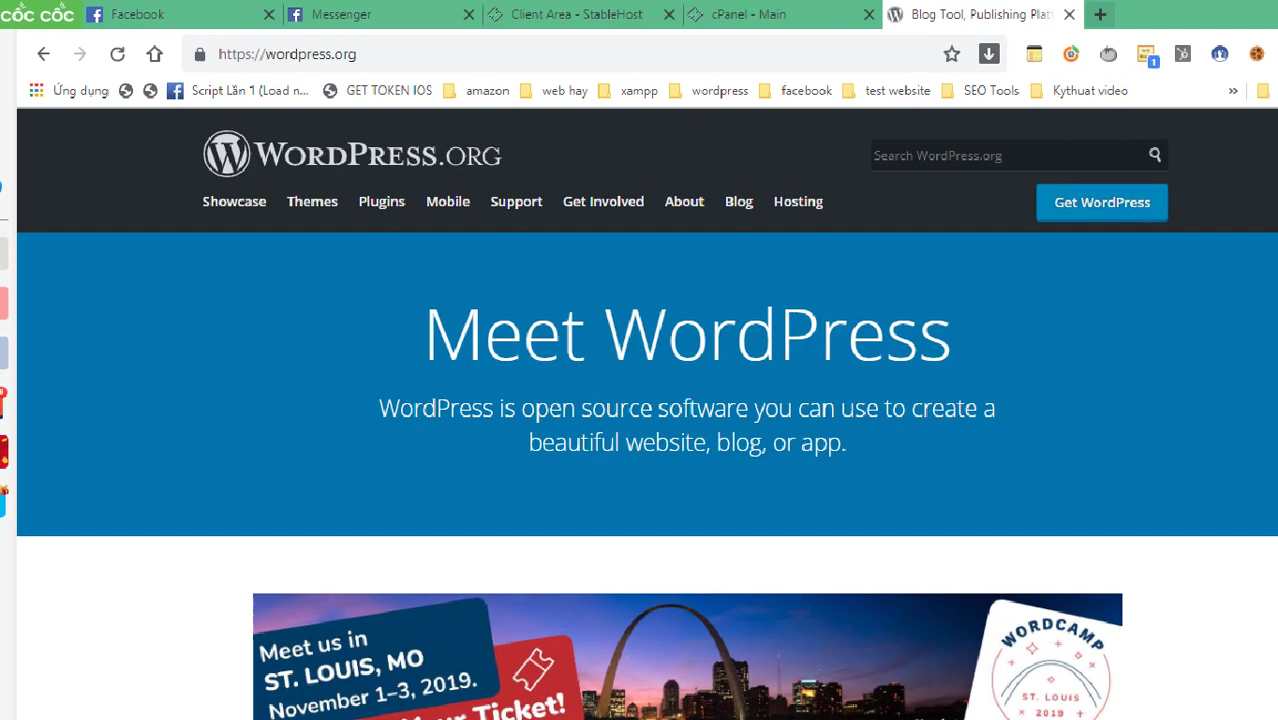 cốc cốc
Facebook
Messenger
Client Area - StableHost
cPanel - Main
Blog Tool, Publishing Plat
https://wordpress.org
1
Ứng dụng
Script Lần 1 (Load n...
GET TOKEN IOS
amazon
web hay
xampp
wordpress
facebook
test website
SEO Tools
Kythuat video
»
WORDPRESS.ORG
Search WordPress.org
Showcase
Themes
Plugins
Mobile
Support
Get Involved
About
Blog
Hosting
Get WordPress
Meet WordPress
WordPress is open source software you can use to create a
beautiful website, blog, or app.
Meet us in
ST. LOUIS, MO
November 1–3, 2019.
Your Ticket!
WORDCAMP
ST. LOUIS
2019